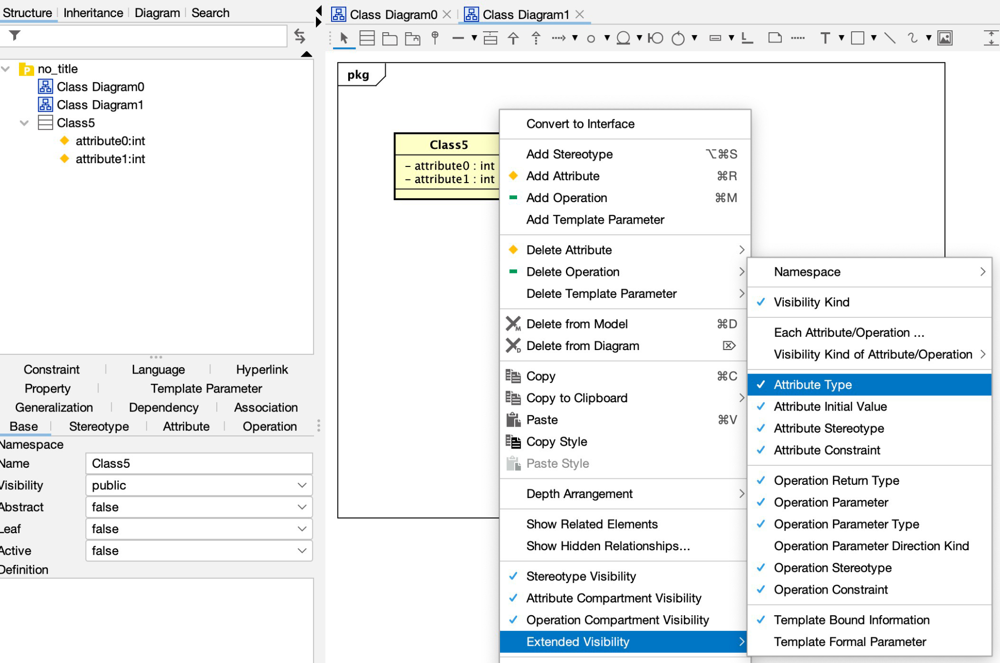 Structure Inheritance Diagram Search
no_title
Class Diagram0
Class Diagram1
Class5
attribute0:int
attribute1:int
Constraint Language Hyperlink
Property Template Parameter
Generalization Dependency Association
Base Stereotype Attribute Operation
Namespace
Name Class5
Visibility public
Abstract false
Leaf false
Active false
Definition
Class Diagram0 Class Diagram1
pkg
Class5
– attribute0 : int
– attribute1 : int
Convert to Interface
Add Stereotype ⌥⌘S
Add Attribute ⌘R
Add Operation ⌘M
Add Template Parameter
Delete Attribute
Delete Operation
Delete Template Parameter
Delete from Model ⌘D
Delete from Diagram ⌦
Copy ⌘C
Copy to Clipboard
Paste ⌘V
Copy Style
Paste Style
Depth Arrangement
Show Related Elements
Show Hidden Relationships...
Stereotype Visibility
Attribute Compartment Visibility
Operation Compartment Visibility
Extended Visibility
Namespace
Visibility Kind
Each Attribute/Operation ...
Visibility Kind of Attribute/Operation
Attribute Type
Attribute Initial Value
Attribute Stereotype
Attribute Constraint
Operation Return Type
Operation Parameter
Operation Parameter Type
Operation Parameter Direction Kind
Operation Stereotype
Operation Constraint
Template Bound Information
Template Formal Parameter